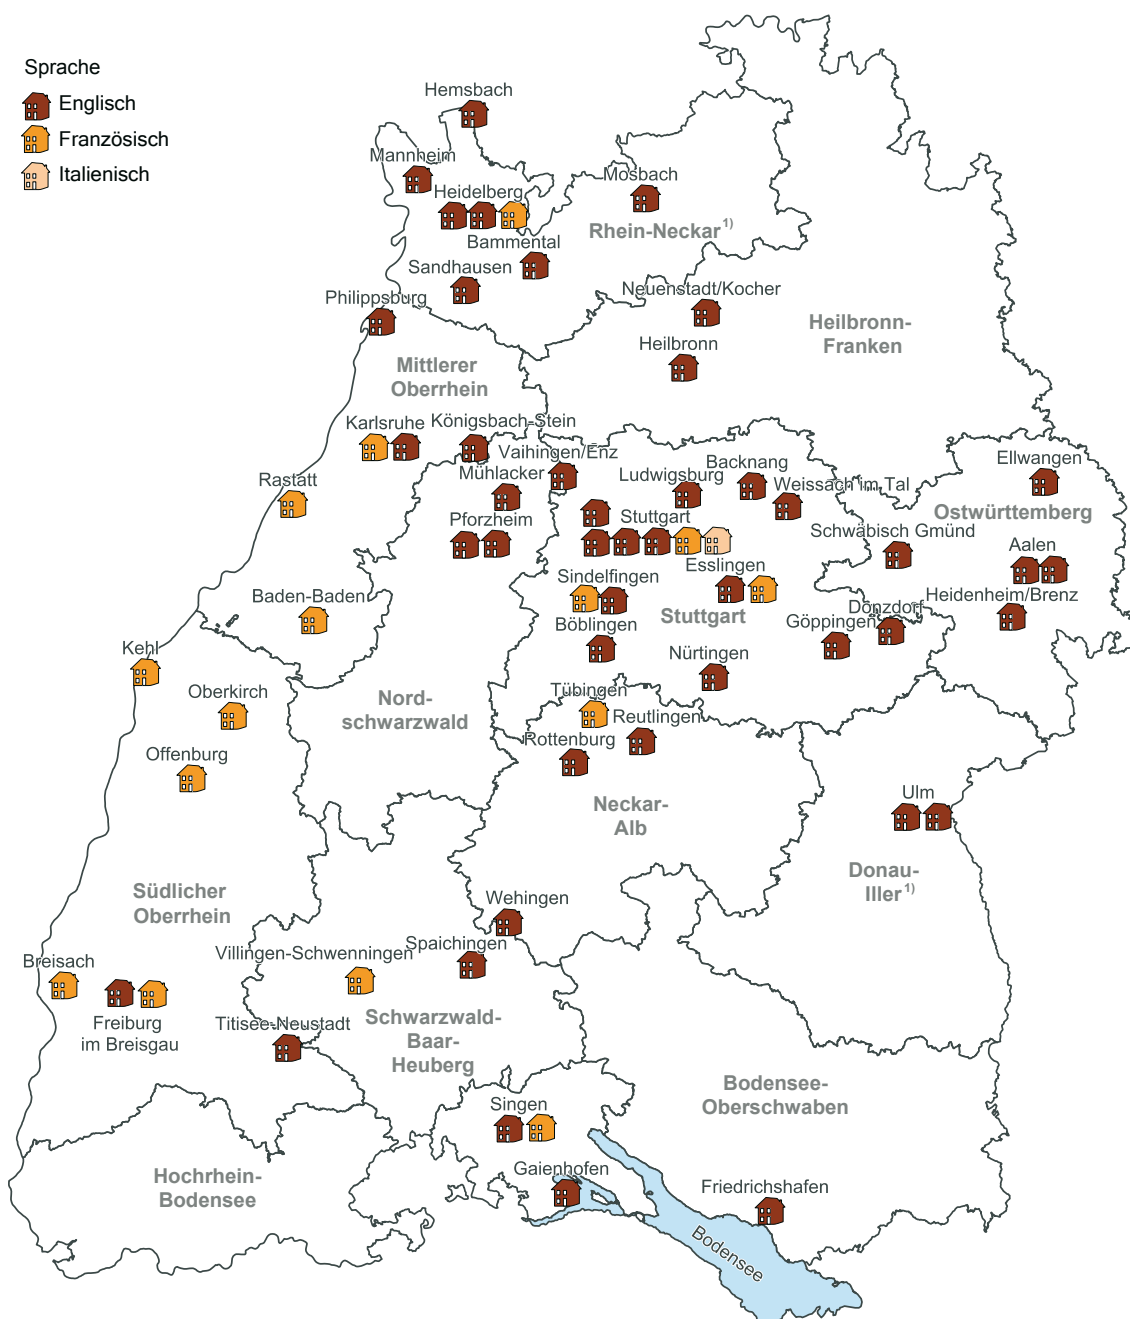 Sprache
Englisch
Französisch
Italienisch
Hemsbach
Mannheim
Mosbach
Heidelberg
Rhein-Neckar 1)
Bammental
Sandhausen
Neuenstadt/Kocher
Philippsburg
Heilbronn-
Franken
Heilbronn
Mittlerer
Oberrhein
Karlsruhe
Königsbach-Stein
Vaihingen/Enz
Mühlacker
Ludwigsburg
Backnang
Weissach im Tal
Ellwangen
Rastatt
Ostwürttemberg
Pforzheim
Stuttgart
Schwäbisch Gmünd
Aalen
Sindelfingen
Esslingen
Baden-Baden
Heidenheim/Brenz
Stuttgart
Böblingen
Göppingen
Donzdorf
Kehl
Nürtingen
Oberkirch
Nord-
schwarzwald
Tübingen
Reutlingen
Rottenburg
Offenburg
Neckar-
Alb
Ulm
Donau-
Iller 1)
Südlicher
Oberrhein
Wehingen
Spaichingen
Villingen-Schwenningen
Breisach
Freiburg
im Breisgau
Titisee-Neustadt
Schwarzwald-
Baar-
Heuberg
Bodensee-
Oberschwaben
Singen
Hochrhein-
Bodensee
Gaienhofen
Friedrichshafen
Bodensee